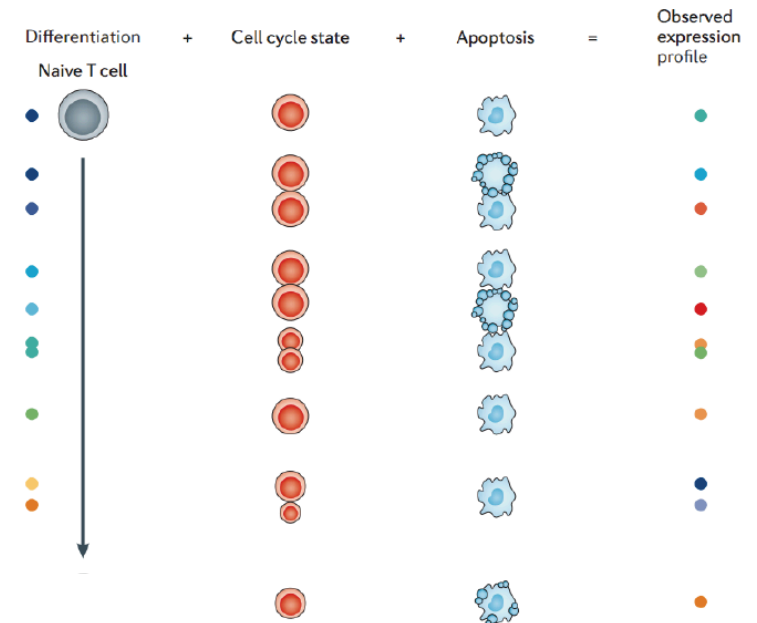 Differentiation + Cell cycle state + Apoptosis = Observed
expression
profile
Naive T cell